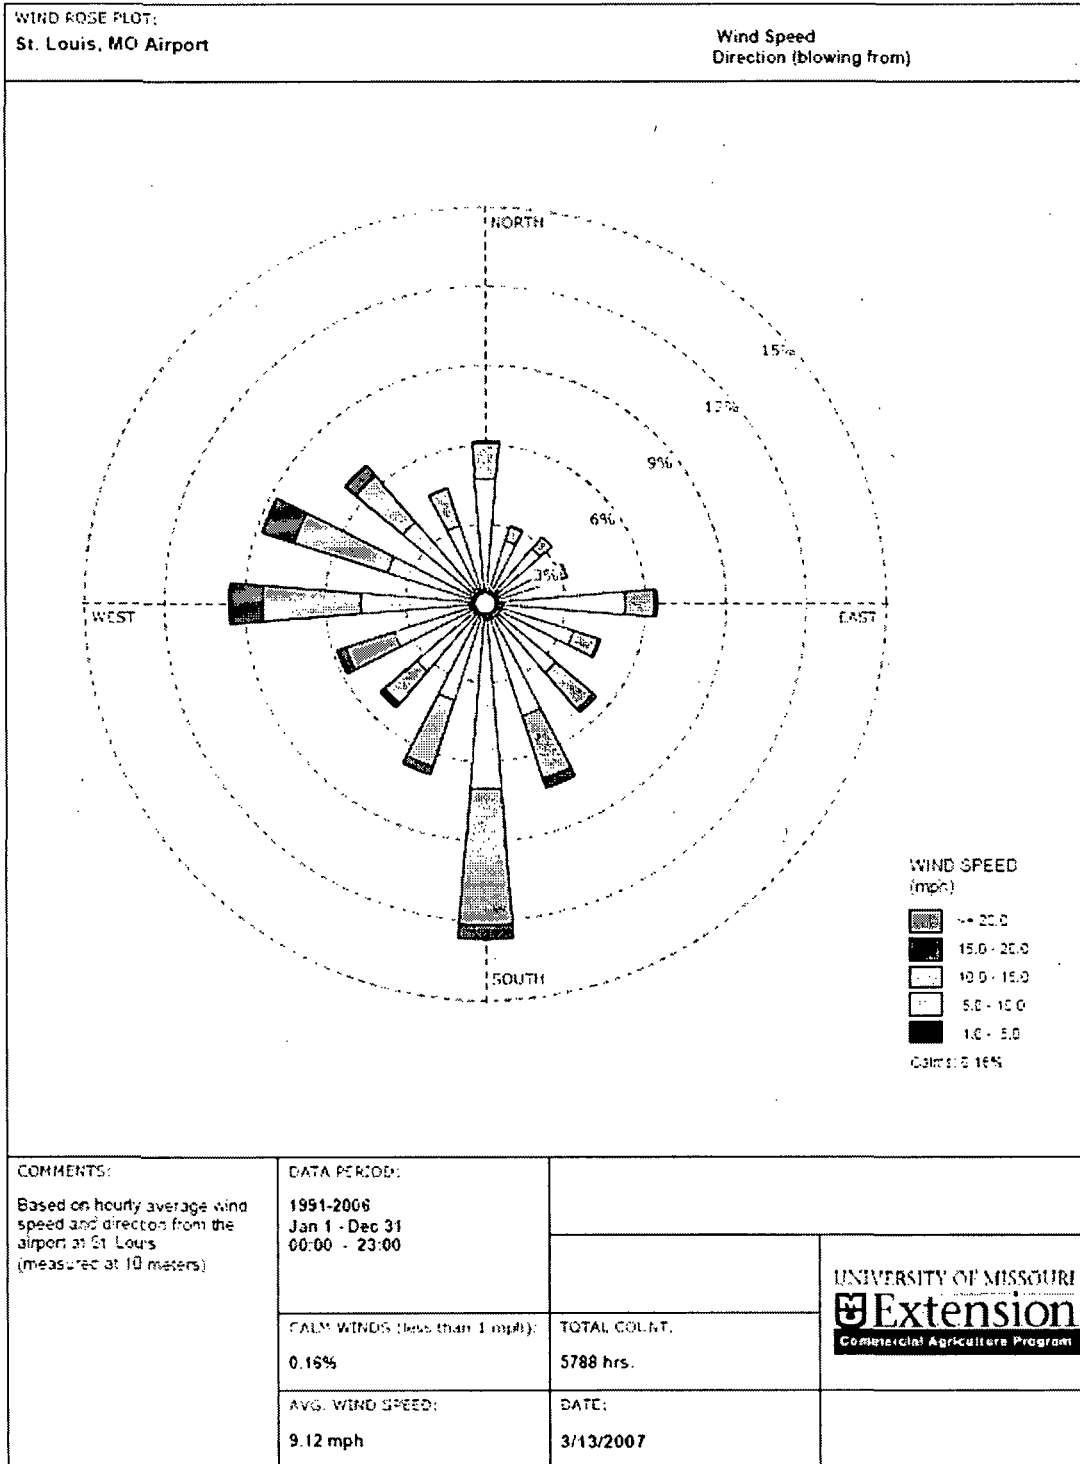 WIND ROSE PLOT:
St. Louis, MO Airport
Wind Speed
Direction (blowing from)
NORTH
15%
12%
9%
6%
3%
WEST
EAST
SOUTH
WIND SPEED
(mph)
>= 20.0
15.0 - 20.0
10.0 - 15.0
5.0 - 10.0
1.0 - 5.0
Calms: 0.16%
COMMENTS:
Based on hourly average wind
speed and direction from the
airport at St. Louis
(measured at 10 meters)
DATA PERIOD:
1991-2006
Jan 1 - Dec 31
00:00 - 23:00
CALM WINDS (less than 1 mph):
0.16%
TOTAL COUNT:
5788 hrs.
AVG. WIND SPEED:
9.12 mph
DATE:
3/13/2007
UNIVERSITY OF MISSOURI
Extension
Commercial Agriculture Program